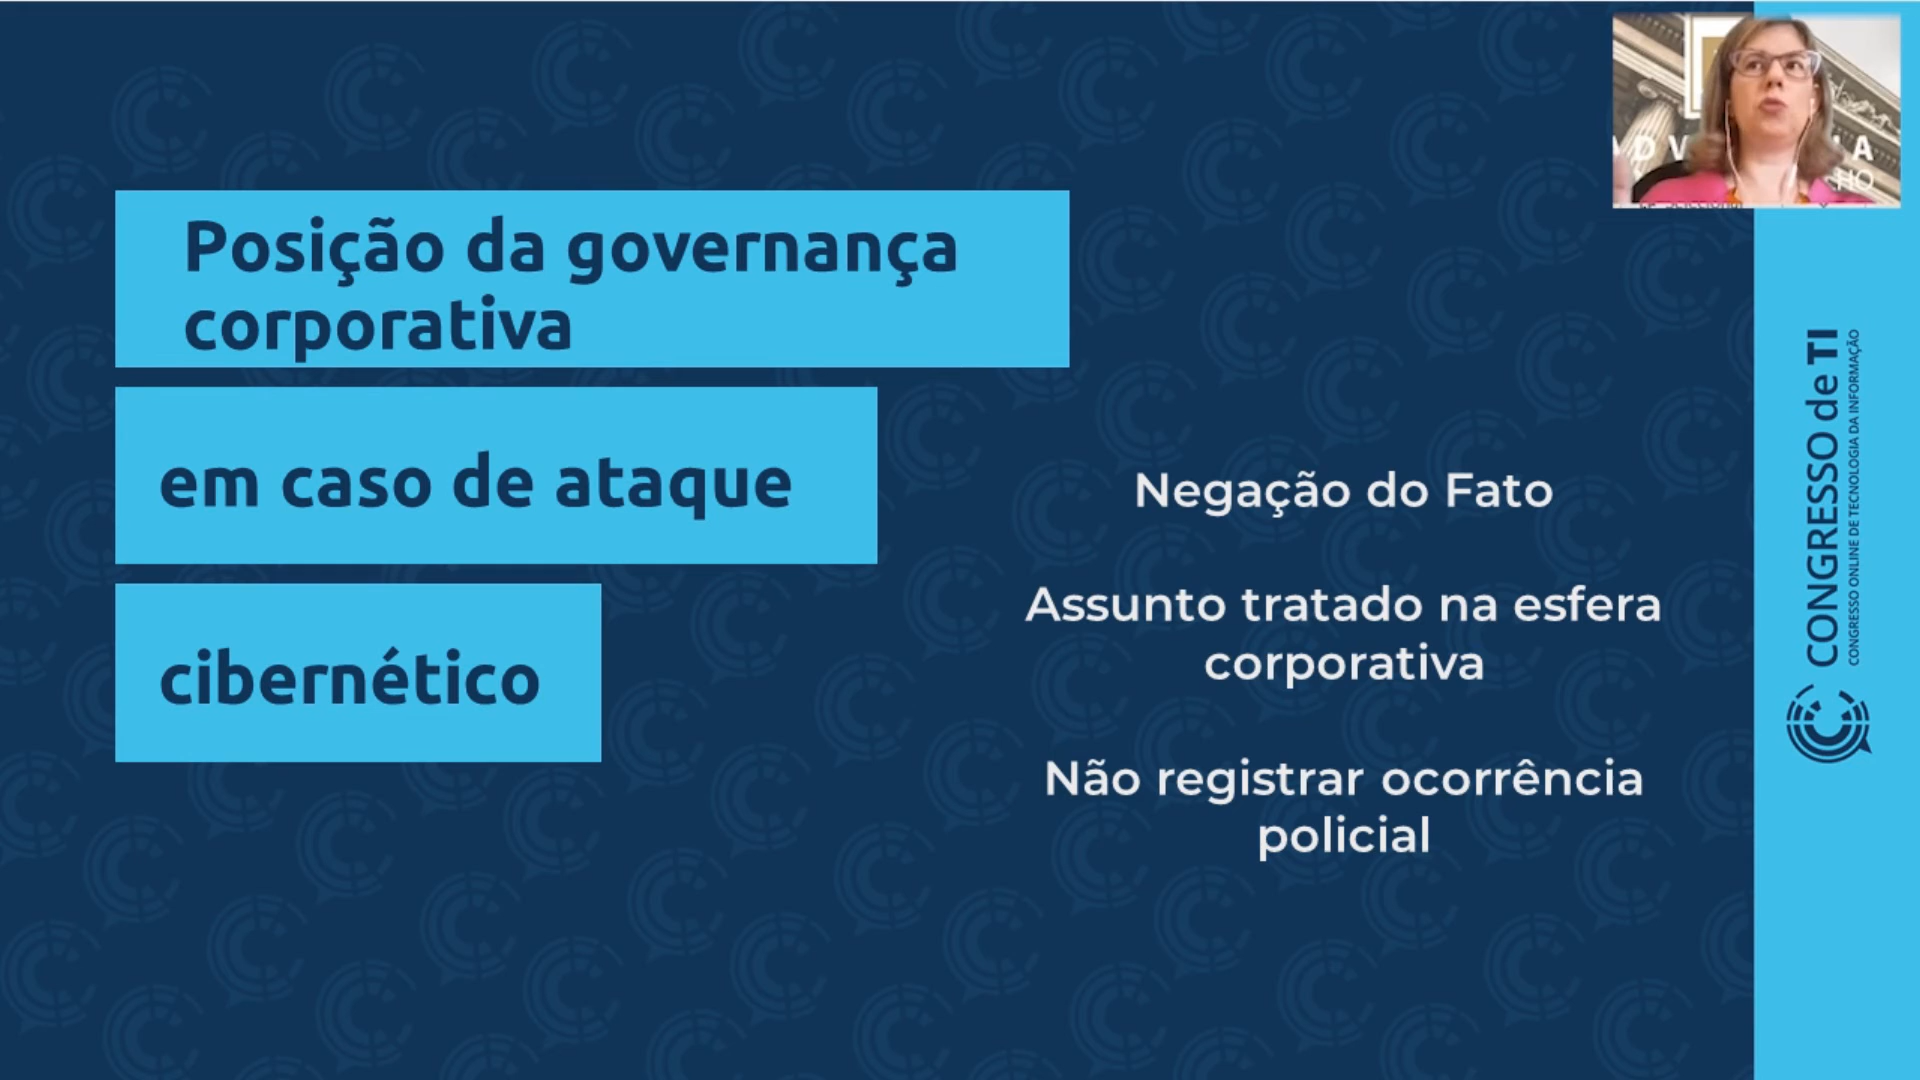 Posição da governança
corporativa
em caso de ataque
cibernético
Negação do Fato
Assunto tratado na esfera
corporativa
Não registrar ocorrência
policial
CONGRESSO de TI
CONGRESSO ONLINE DE TECNOLOGIA DA INFORMAÇÃO